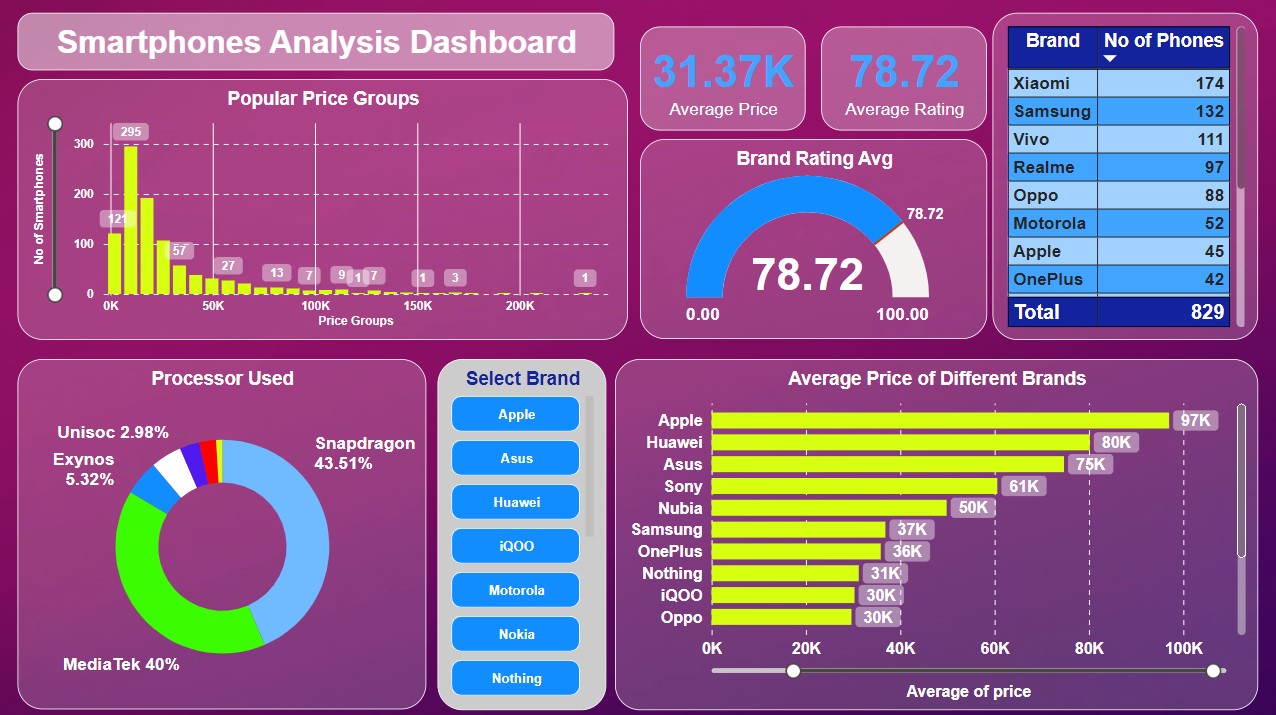 Smartphones Analysis Dashboard
31.37K
Average Price
78.72
Average Rating
Brand No of Phones
Xiaomi 174
Samsung 132
Vivo 111
Realme 97
Oppo 88
Motorola 52
Apple 45
OnePlus 42
Total 829
Popular Price Groups
No of Smartphones
300
200
100
0
295
121
57
27
13
7
9
1
7
1
3
1
0K 50K 100K 150K 200K
Price Groups
Brand Rating Avg
78.72
78.72
0.00 100.00
Processor Used
Unisoc 2.98%
Exynos
5.32%
Snapdragon
43.51%
MediaTek 40%
Select Brand
Apple
Asus
Huawei
iQOO
Motorola
Nokia
Nothing
Average Price of Different Brands
Apple 97K
Huawei 80K
Asus 75K
Sony 61K
Nubia 50K
Samsung 37K
OnePlus 36K
Nothing 31K
iQOO 30K
Oppo 30K
0K 20K 40K 60K 80K 100K
Average of price